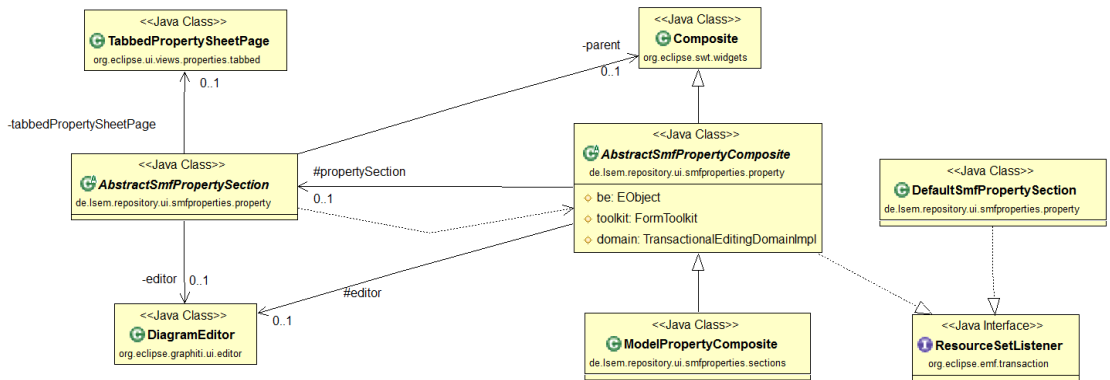 <<Java Class>>
TabbedPropertySheetPage
org.eclipse.ui.views.properties.tabbed
<<Java Class>>
Composite
org.eclipse.swt.widgets
-parent
0..1
0..1
-tabbedPropertySheetPage
<<Java Class>>
AbstractSmfPropertySection
de.lsem.repository.ui.smfproperties.property
#propertySection
0..1
<<Java Class>>
AbstractSmfPropertyComposite
de.lsem.repository.ui.smfproperties.property
be: EObject
toolkit: FormToolkit
domain: TransactionalEditingDomainImpl
<<Java Class>>
DefaultSmfPropertySection
de.lsem.repository.ui.smfproperties.property
-editor
0..1
#editor
0..1
<<Java Class>>
DiagramEditor
org.eclipse.graphiti.ui.editor
<<Java Class>>
ModelPropertyComposite
de.lsem.repository.ui.smfproperties.sections
<<Java Interface>>
ResourceSetListener
org.eclipse.emf.transaction